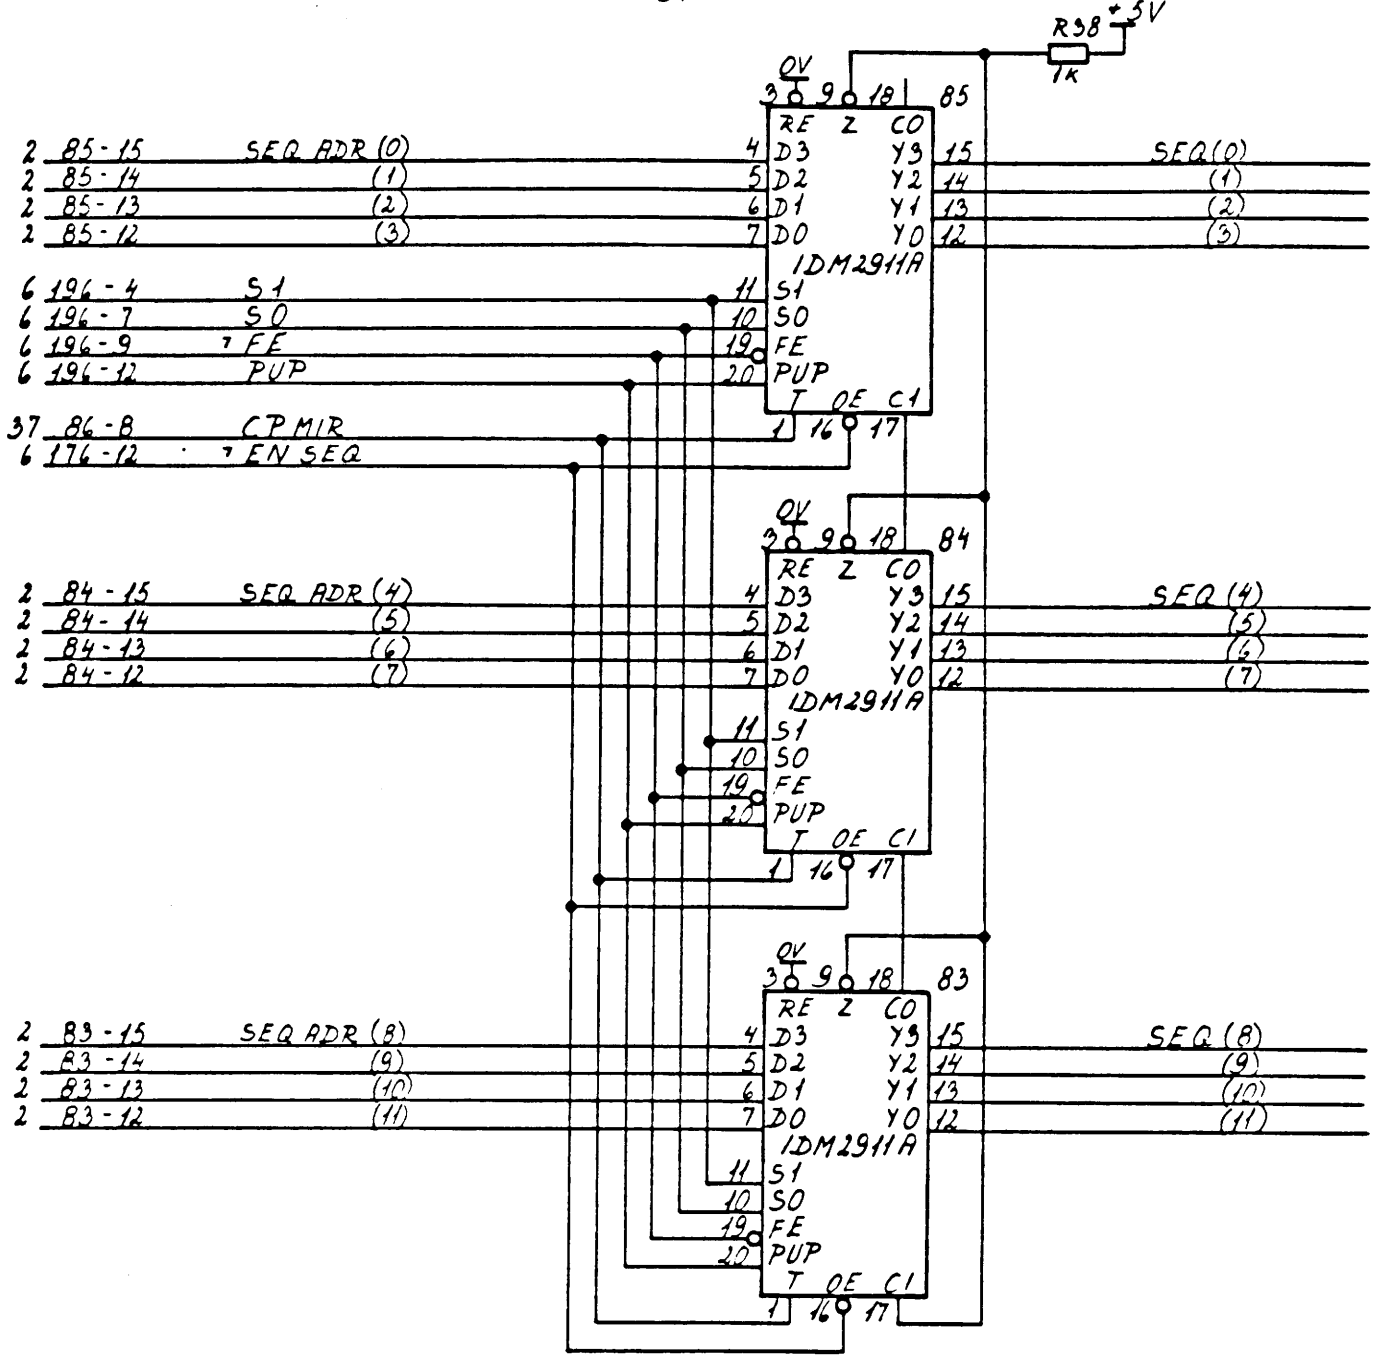 +5V
R38
1K
0V
3 9 18 85
RE Z CO
2 85-15 SEQ ADR (0) 4 D3 Y3 15 SEQ (0)
2 85-14 (1) 5 D2 Y2 14 (1)
2 85-13 (2) 6 D1 Y1 13 (2)
2 85-12 (3) 7 D0 Y0 12 (3)
IDM2911A
6 196-4 S1 11 S1
6 196-7 S0 10 S0
6 196-9 ¬FE 19 FE
6 196-12 PUP 20 PUP
T OE CI
37 86-8 CP MIR 1 16 17
6 176-12 ¬EN SEQ
0V
3 9 18 84
RE Z CO
2 84-15 SEQ ADR (4) 4 D3 Y3 15 SEQ (4)
2 84-14 (5) 5 D2 Y2 14 (5)
2 84-13 (6) 6 D1 Y1 13 (6)
2 84-12 (7) 7 D0 Y0 12 (7)
IDM2911A
11 S1
10 S0
19 FE
20 PUP
T OE CI
1 16 17
0V
3 9 18 83
RE Z CO
2 83-15 SEQ ADR (8) 4 D3 Y3 15 SEQ (8)
2 83-14 (9) 5 D2 Y2 14 (9)
2 83-13 (10) 6 D1 Y1 13 (10)
2 83-12 (11) 7 D0 Y0 12 (11)
IDM2911A
11 S1
10 S0
19 FE
20 PUP
T OE CI
1 16 17